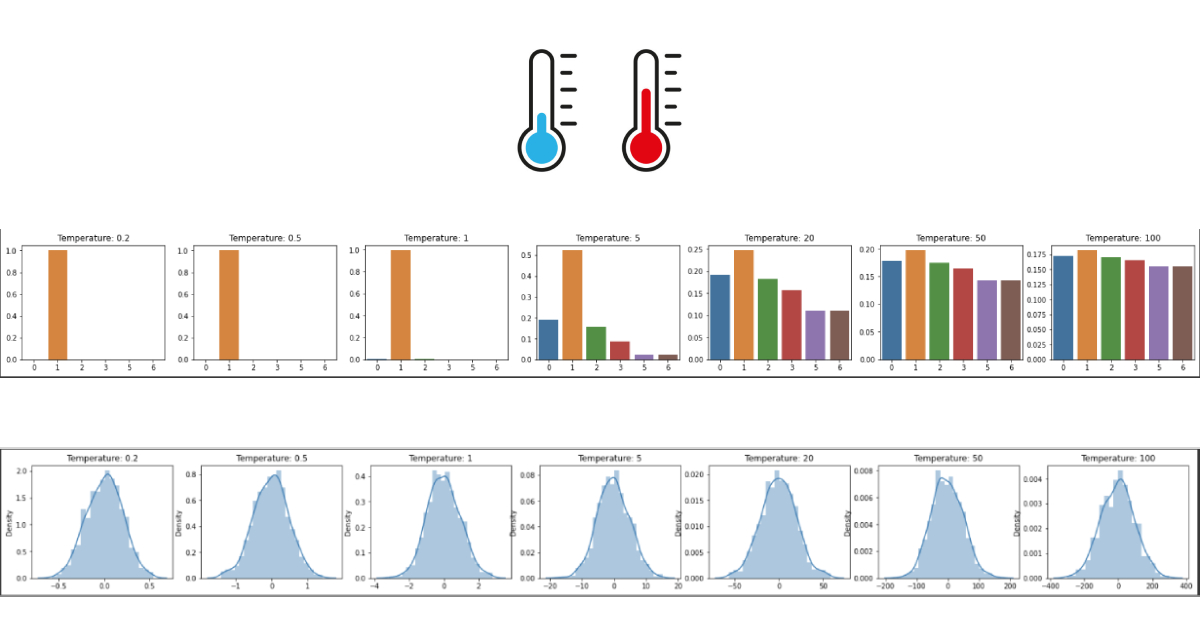 Temperature: 0.2 Temperature: 0.5 Temperature: 1 Temperature: 5 Temperature: 20 Temperature: 50 Temperature: 100
1.0 1.0 1.0 0.5 0.25 0.20 0.175
0.8 0.8 0.8 0.4 0.20 0.15 0.150
0.6 0.6 0.6 0.3 0.15 0.10 0.125
0.4 0.4 0.4 0.2 0.10 0.05 0.100
0.2 0.2 0.2 0.1 0.05 0.00 0.075
0.0 0.0 0.0 0.0 0.00 0.050
0.025
0.000
0 1 2 3 5 6 0 1 2 3 5 6 0 1 2 3 5 6 0 1 2 3 5 6 0 1 2 3 5 6 0 1 2 3 5 6 0 1 2 3 5 6
Temperature: 0.2 Temperature: 0.5 Temperature: 1 Temperature: 5 Temperature: 20 Temperature: 50 Temperature: 100
Density Density Density Density Density Density Density
2.0 0.8 0.4 0.08 0.020 0.008 0.004
1.5 0.6 0.3 0.06 0.015 0.006 0.003
1.0 0.4 0.2 0.04 0.010 0.004 0.002
0.5 0.2 0.1 0.02 0.005 0.002 0.001
0.0 0.0 0.0 0.00 0.000 0.000 0.000
−0.5 0.0 0.5 −1 0 1 −4 −2 0 2 −20 −10 0 10 20 −50 0 50 −200 −100 0 100 200 −400 −200 0 200 400